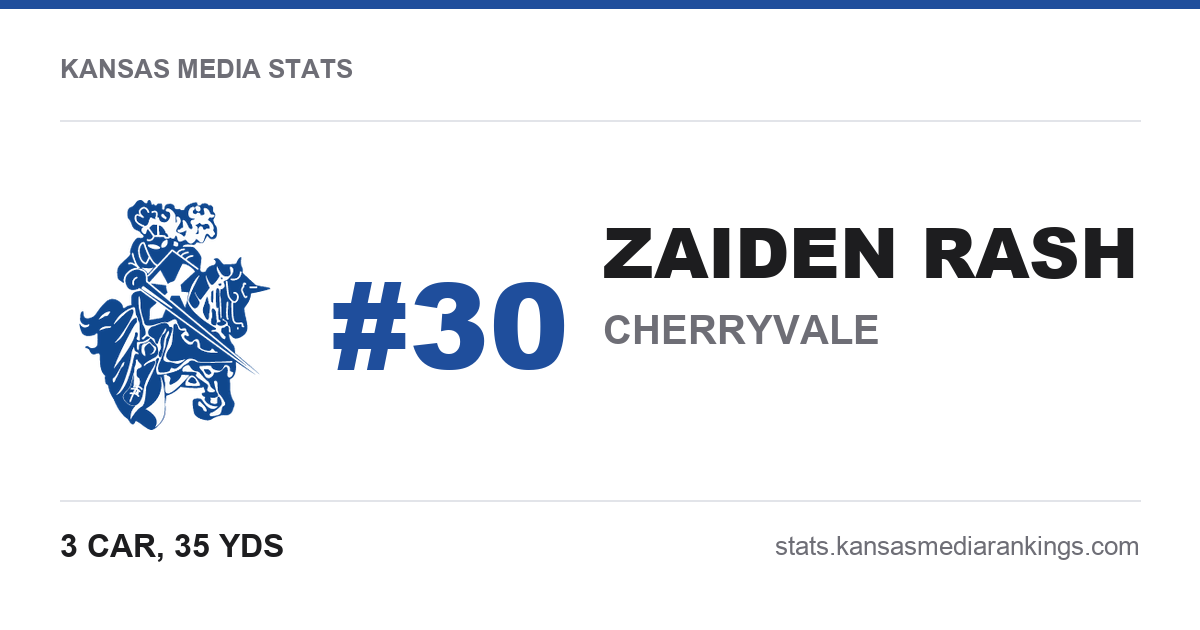 KANSAS MEDIA STATS
#30
ZAIDEN RASH
CHERRYVALE
3 CAR, 35 YDS
stats.kansasmediarankings.com